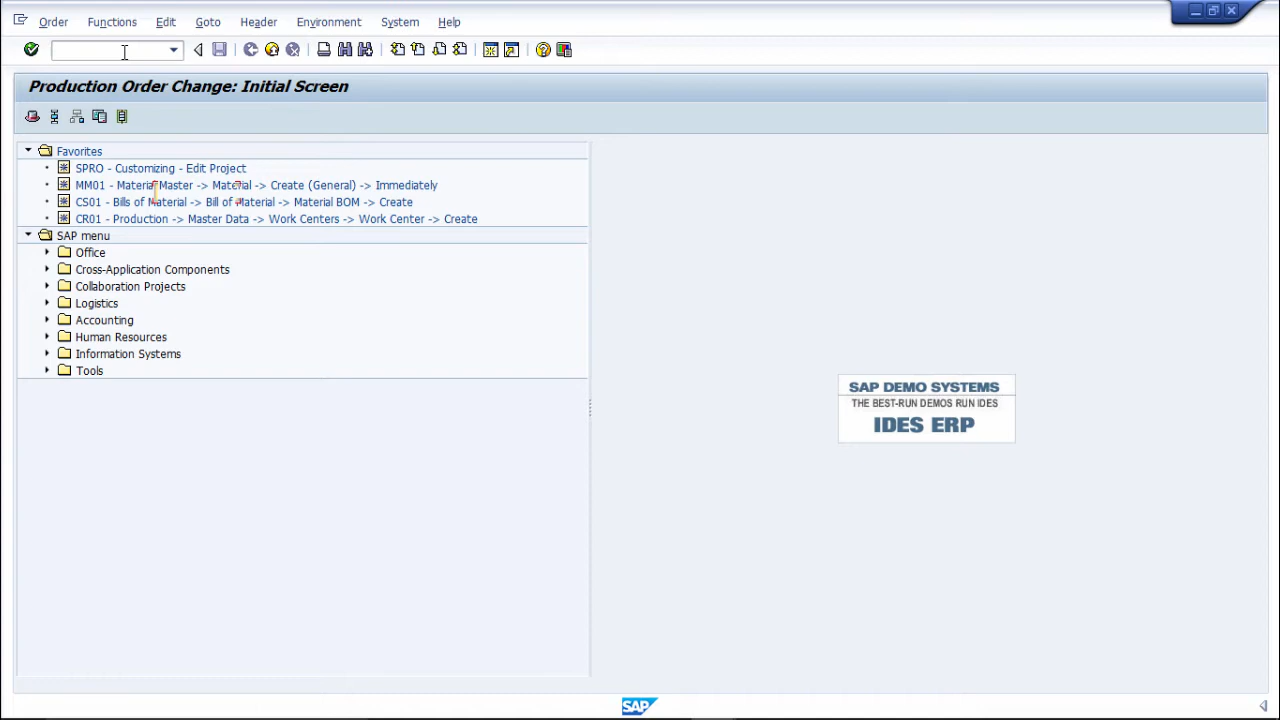 Order Functions Edit Goto Header Environment System Help
Production Order Change: Initial Screen
Favorites
SPRO - Customizing - Edit Project
MM01 - Material Master -> Material -> Create (General) -> Immediately
CS01 - Bills of Material -> Bill of Material -> Material BOM -> Create
CR01 - Production -> Master Data -> Work Centers -> Work Center -> Create
SAP menu
Office
Cross-Application Components
Collaboration Projects
Logistics
Accounting
Human Resources
Information Systems
Tools
SAP DEMO SYSTEMS
THE BEST-RUN DEMOS RUN IDES
IDES ERP
SAP